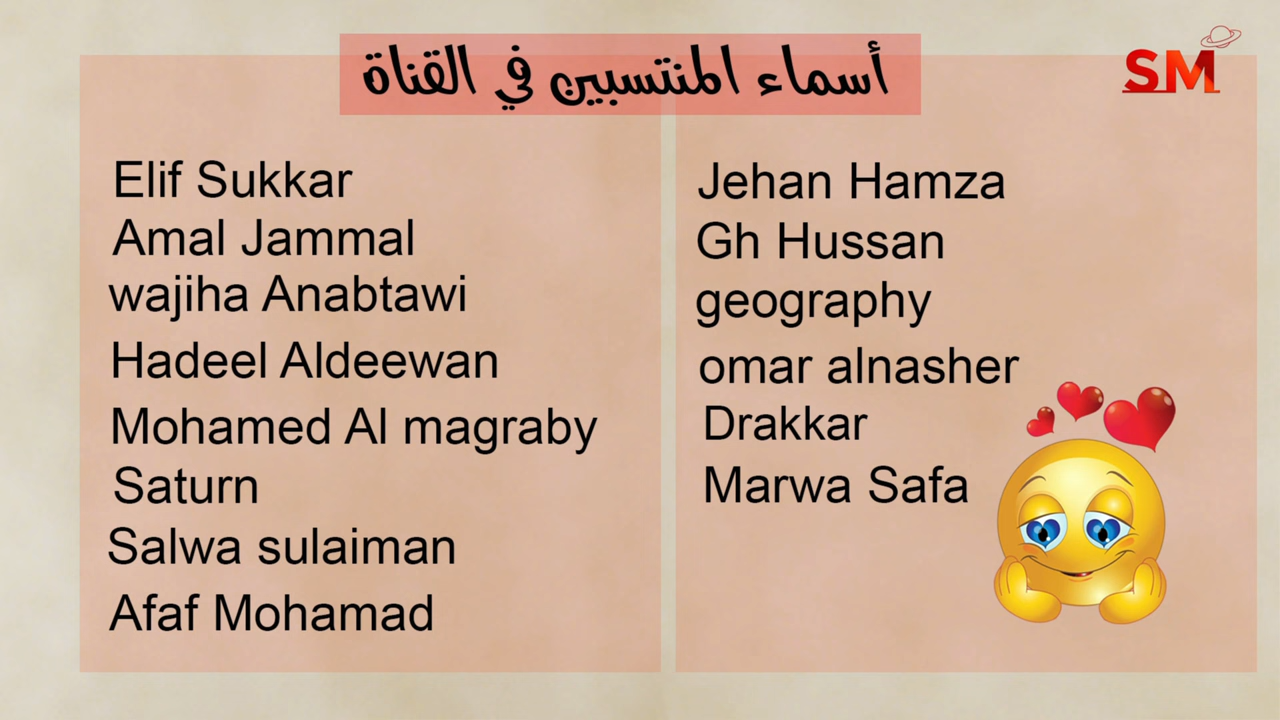 أسماء المنتسبين في القناة
SM
Elif Sukkar
Amal Jammal
wajiha Anabtawi
Hadeel Aldeewan
Mohamed Al magraby
Saturn
Salwa sulaiman
Afaf Mohamad
Jehan Hamza
Gh Hussan
geography
omar alnasher
Drakkar
Marwa Safa